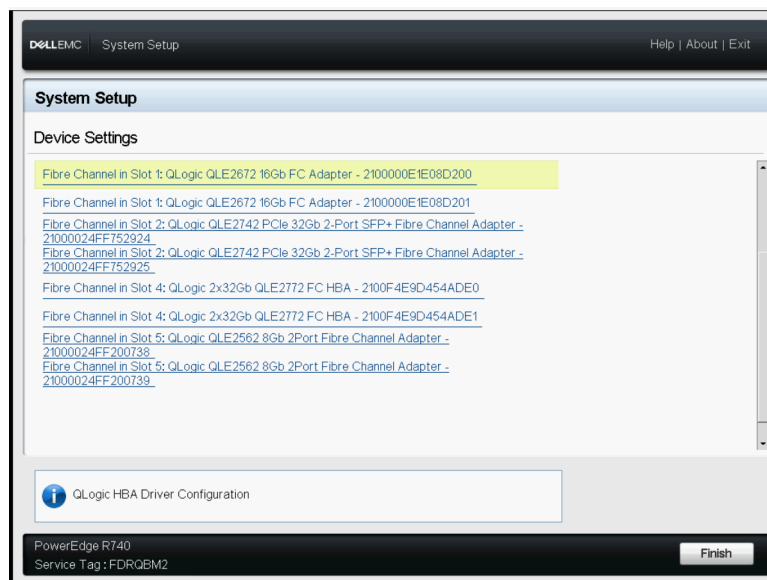 DELLEMC System Setup Help | About | Exit
System Setup
Device Settings
Fibre Channel in Slot 1: QLogic QLE2672 16Gb FC Adapter - 2100000E1E08D200
Fibre Channel in Slot 1: QLogic QLE2672 16Gb FC Adapter - 2100000E1E08D201
Fibre Channel in Slot 2: QLogic QLE2742 PCIe 32Gb 2-Port SFP+ Fibre Channel Adapter -
21000024FF752924
Fibre Channel in Slot 2: QLogic QLE2742 PCIe 32Gb 2-Port SFP+ Fibre Channel Adapter -
21000024FF752925
Fibre Channel in Slot 4: QLogic 2x32Gb QLE2772 FC HBA - 2100F4E9D454ADE0
Fibre Channel in Slot 4: QLogic 2x32Gb QLE2772 FC HBA - 2100F4E9D454ADE1
Fibre Channel in Slot 5: QLogic QLE2562 8Gb 2Port Fibre Channel Adapter -
21000024FF200738
Fibre Channel in Slot 5: QLogic QLE2562 8Gb 2Port Fibre Channel Adapter -
21000024FF200739
QLogic HBA Driver Configuration
PowerEdge R740
Service Tag : FDRQBM2
Finish